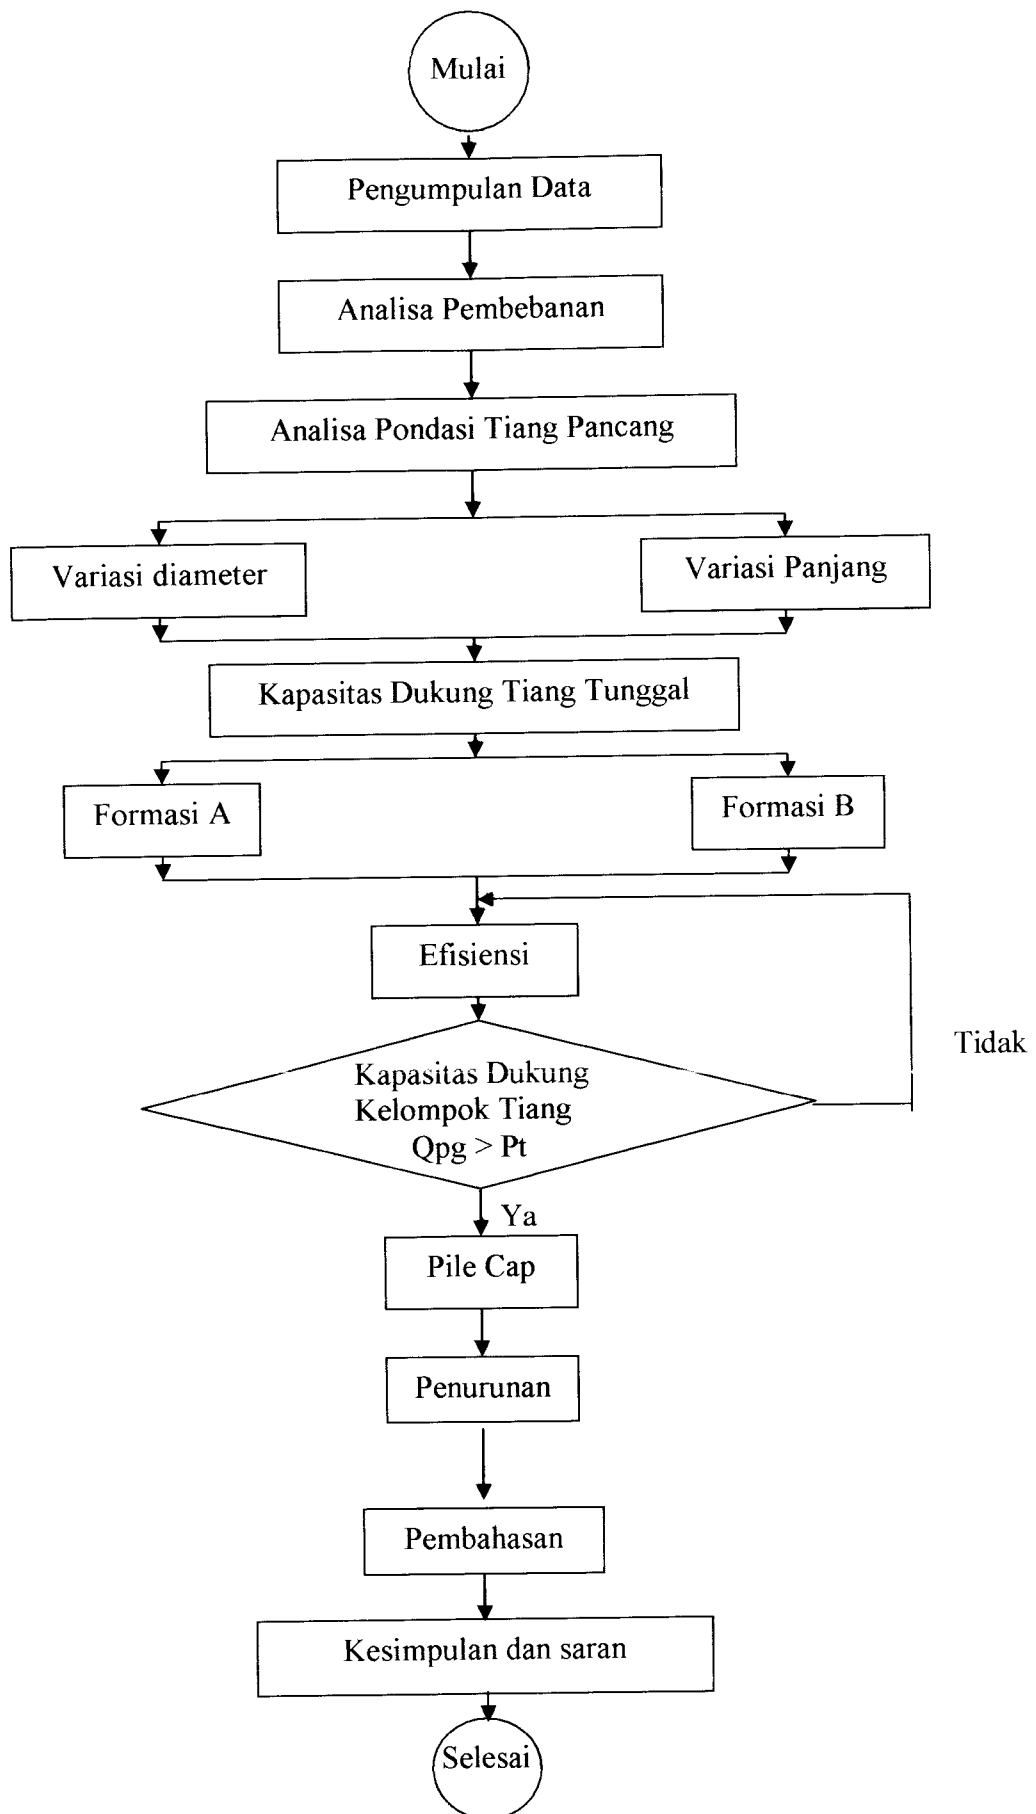 Mulai
Pengumpulan Data
Analisa Pembebanan
Analisa Pondasi Tiang Pancang
Variasi diameter
Variasi Panjang
Kapasitas Dukung Tiang Tunggal
Formasi A
Formasi B
Efisiensi
Tidak
Kapasitas Dukung
Kelompok Tiang
Qpg > Pt
Ya
Pile Cap
Penurunan
Pembahasan
Kesimpulan dan saran
Selesai